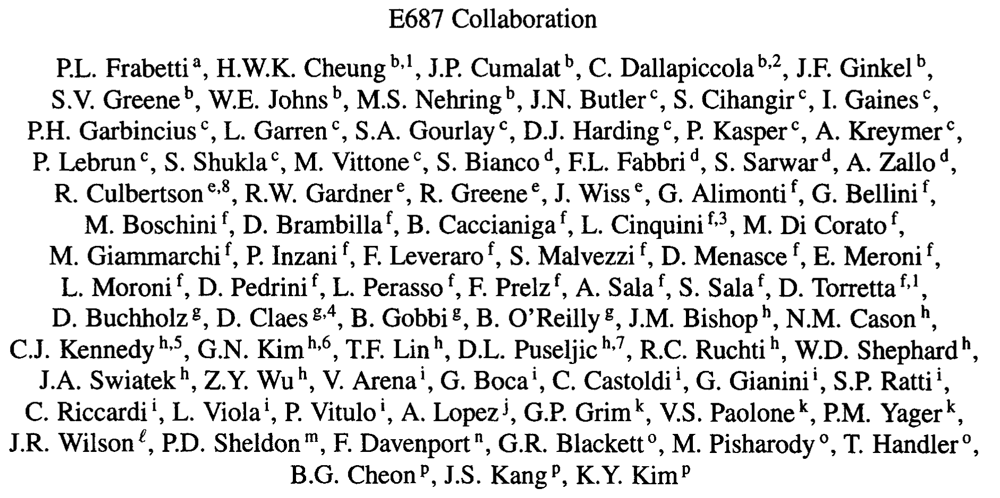 E687 Collaboration
P.L. Frabetti a, H.W.K. Cheung b,1, J.P. Cumalat b, C. Dallapiccola b,2, J.F. Ginkel b,
S.V. Greene b, W.E. Johns b, M.S. Nehring b, J.N. Butler c, S. Cihangir c, I. Gaines c,
P.H. Garbincius c, L. Garren c, S.A. Gourlay c, D.J. Harding c, P. Kasper c, A. Kreymer c,
P. Lebrun c, S. Shukla c, M. Vittone c, S. Bianco d, F.L. Fabbri d, S. Sarwar d, A. Zallo d,
R. Culbertson e,8, R.W. Gardner e, R. Greene e, J. Wiss e, G. Alimonti f, G. Bellini f,
M. Boschini f, D. Brambilla f, B. Caccianiga f, L. Cinquini f,3, M. Di Corato f,
M. Giammarchi f, P. Inzani f, F. Leveraro f, S. Malvezzi f, D. Menasce f, E. Meroni f,
L. Moroni f, D. Pedrini f, L. Perasso f, F. Prelz f, A. Sala f, S. Sala f, D. Torretta f,1,
D. Buchholz g, D. Claes g,4, B. Gobbi g, B. O'Reilly g, J.M. Bishop h, N.M. Cason h,
C.J. Kennedy h,5, G.N. Kim h,6, T.F. Lin h, D.L. Puseljic h,7, R.C. Ruchti h, W.D. Shephard h,
J.A. Swiatek h, Z.Y. Wu h, V. Arena i, G. Boca i, C. Castoldi i, G. Gianini i, S.P. Ratti i,
C. Riccardi i, L. Viola i, P. Vitulo i, A. Lopez j, G.P. Grim k, V.S. Paolone k, P.M. Yager k,
J.R. Wilson ℓ, P.D. Sheldon m, F. Davenport n, G.R. Blackett o, M. Pisharody o, T. Handler o,
B.G. Cheon p, J.S. Kang p, K.Y. Kim p